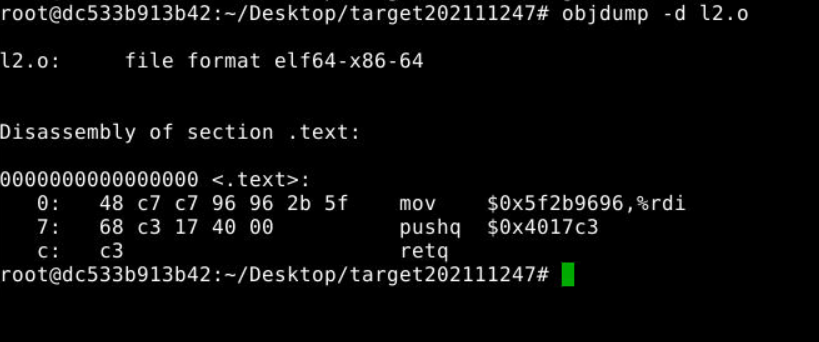 root@dc533b913b42:~/Desktop/target202111247# objdump -d l2.o
l2.o:     file format elf64-x86-64
Disassembly of section .text:
0000000000000000 <.text>:
   0:   48 c7 c7 96 96 2b 5f    mov    $0x5f2b9696,%rdi
   7:   68 c3 17 40 00          pushq  $0x4017c3
   c:   c3                      retq
root@dc533b913b42:~/Desktop/target202111247#